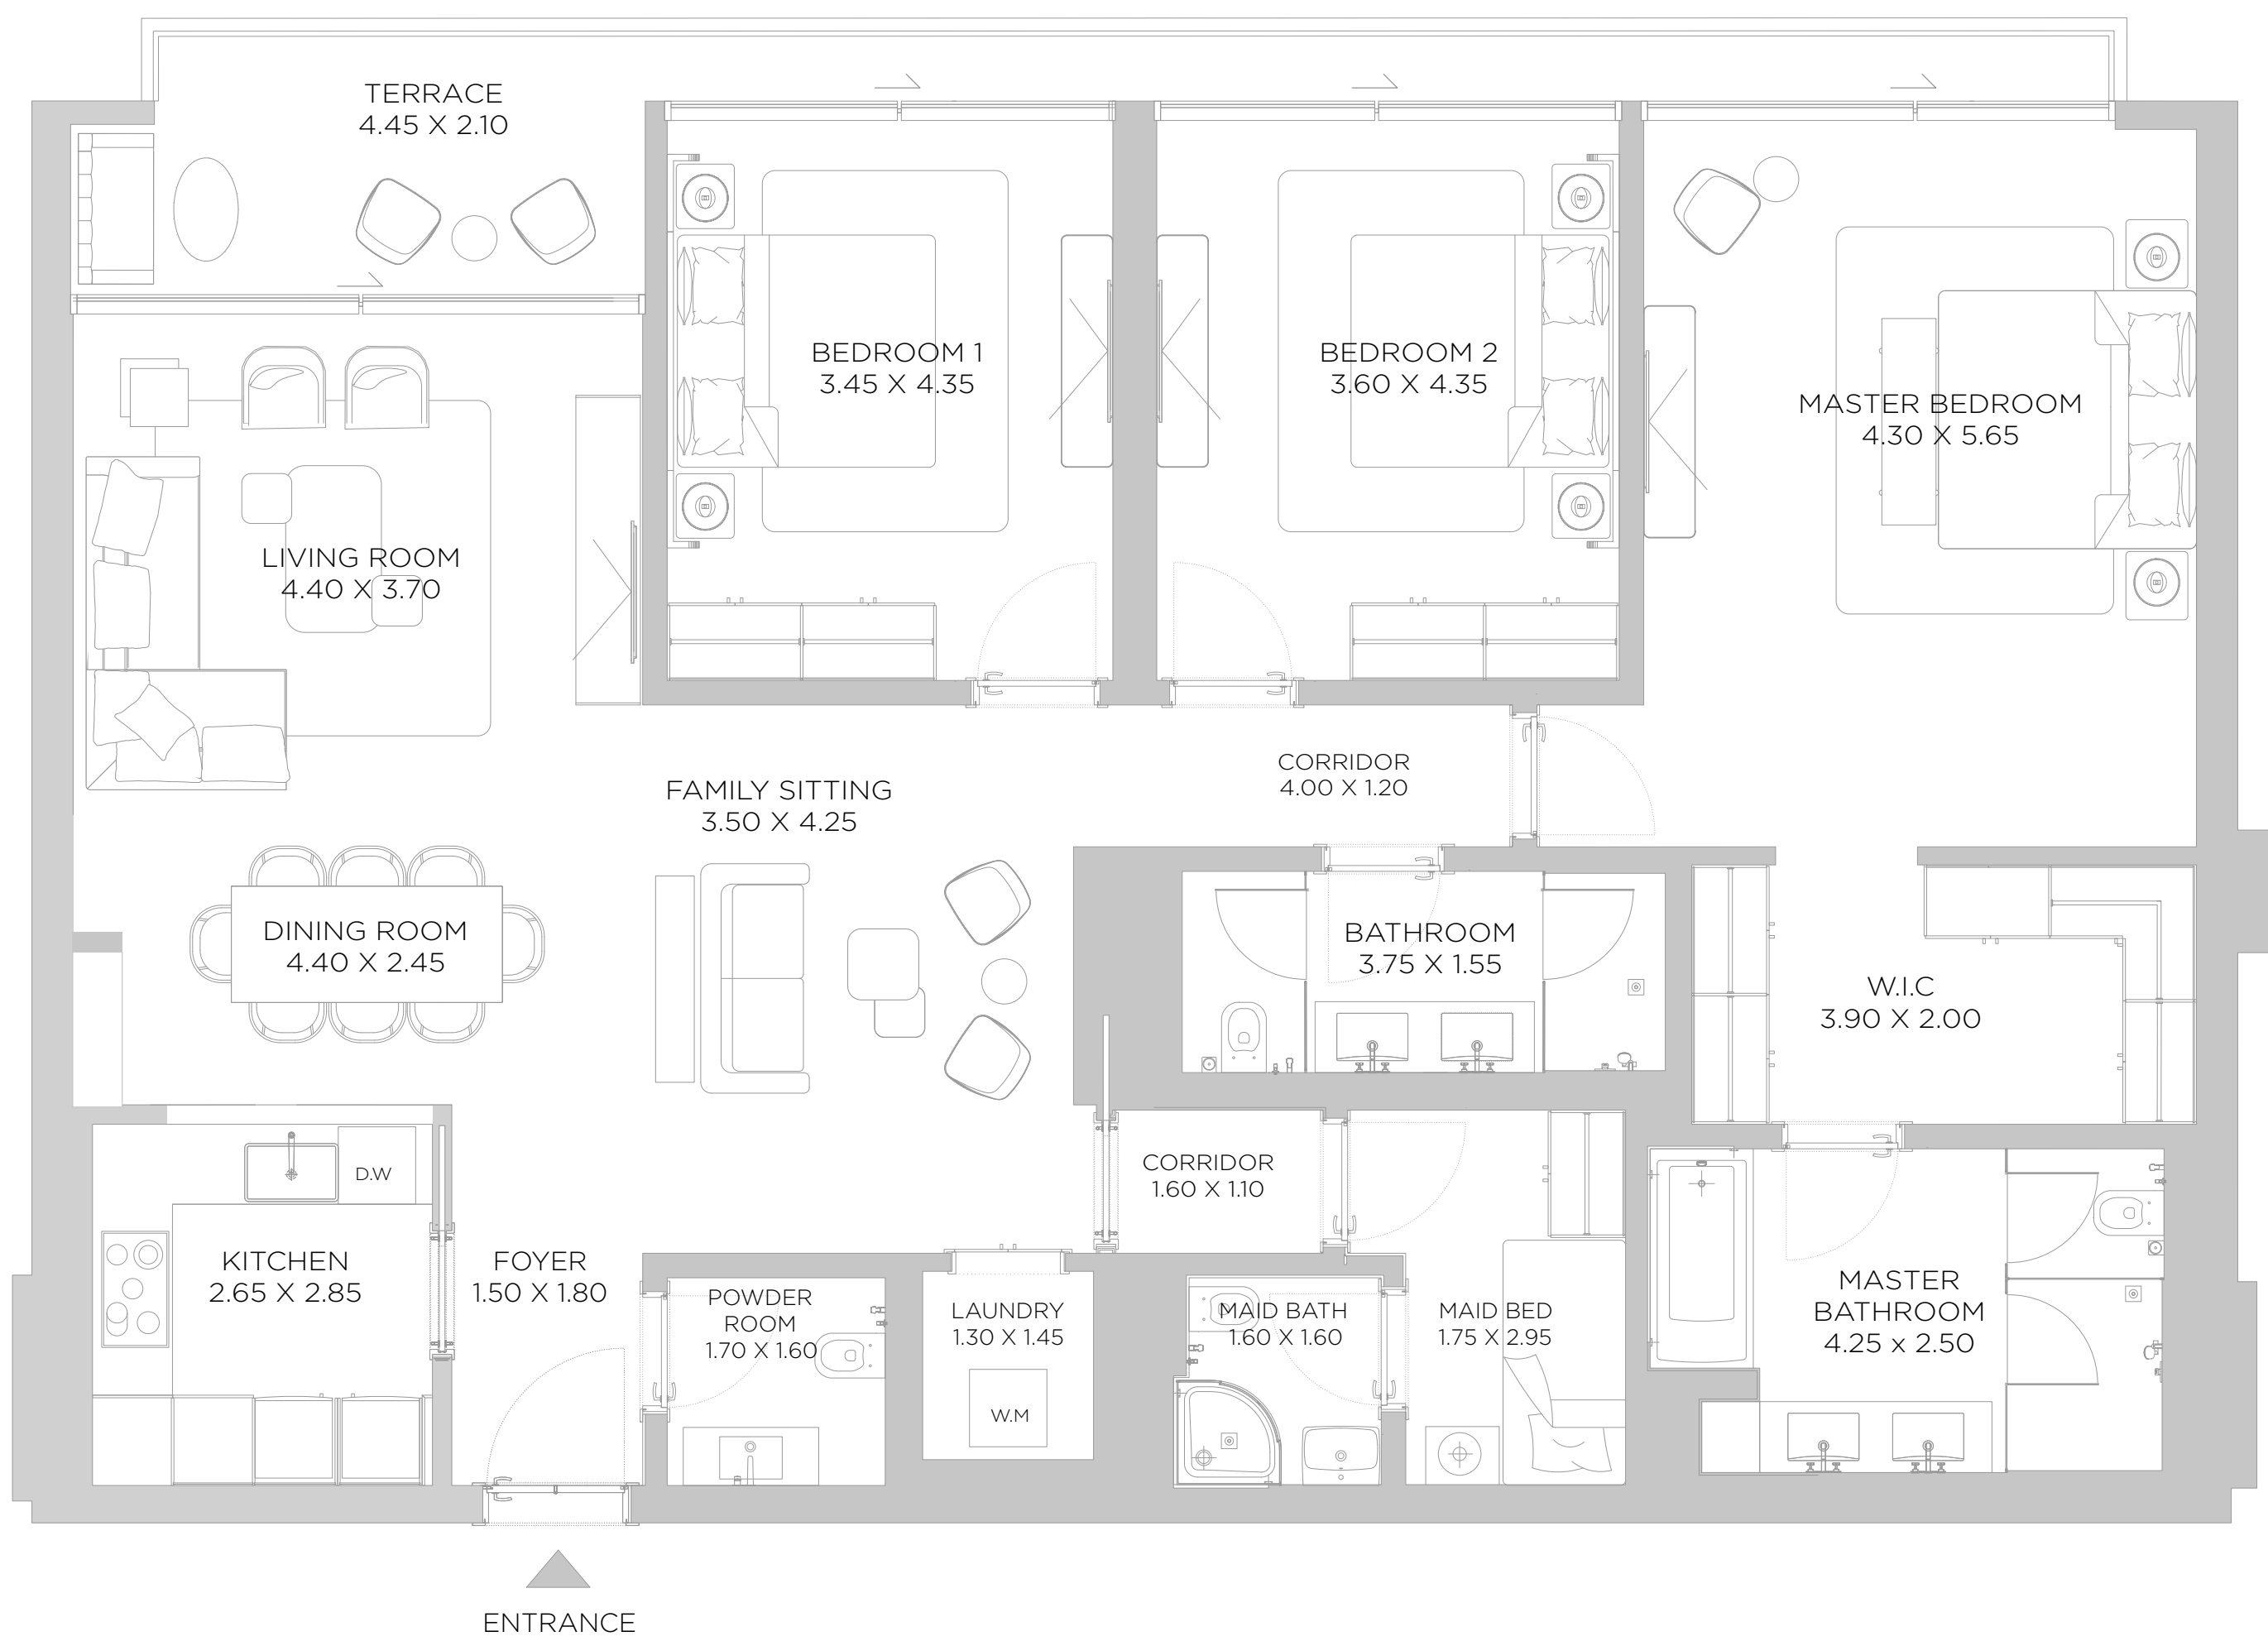 TERRACE
4.45 X 2.10
BEDROOM 1
3.45 X 4.35
BEDROOM 2
3.60 X 4.35
MASTER BEDROOM
4.30 X 5.65
LIVING ROOM
4.40 X 3.70
FAMILY SITTING
3.50 X 4.25
CORRIDOR
4.00 X 1.20
DINING ROOM
4.40 X 2.45
BATHROOM
3.75 X 1.55
W.I.C
3.90 X 2.00
D.W
KITCHEN
2.65 X 2.85
FOYER
1.50 X 1.80
POWDER
ROOM
1.70 X 1.60
LAUNDRY
1.30 X 1.45
W.M
CORRIDOR
1.60 X 1.10
MAID BATH
1.60 X 1.60
MAID BED
1.75 X 2.95
MASTER
BATHROOM
4.25 x 2.50
ENTRANCE